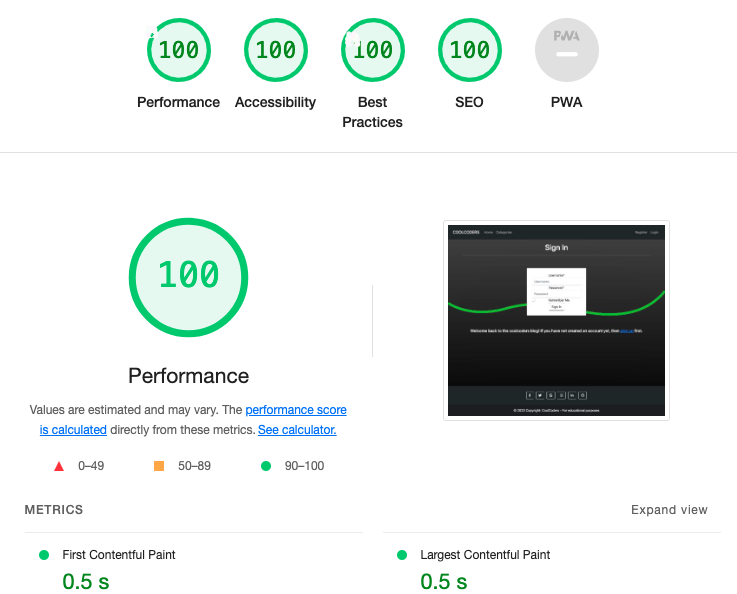 100
100
100
100
PWA
Performance
Accessibility
Best
Practices
SEO
PWA
100
Performance
Values are estimated and may vary. The performance score
is calculated directly from these metrics. See calculator.
0–49
50–89
90–100
COOLCODERS Home Categories
Register Login
Sign In
Username*
Username
Password*
Password
Remember Me
Sign In
Welcome back to the coolcoders blog! If you have not created an account yet, then sign up first.
© 2023 Copyright: CoolCoders - For educational purposes
METRICS
Expand view
First Contentful Paint
0.5 s
Largest Contentful Paint
0.5 s